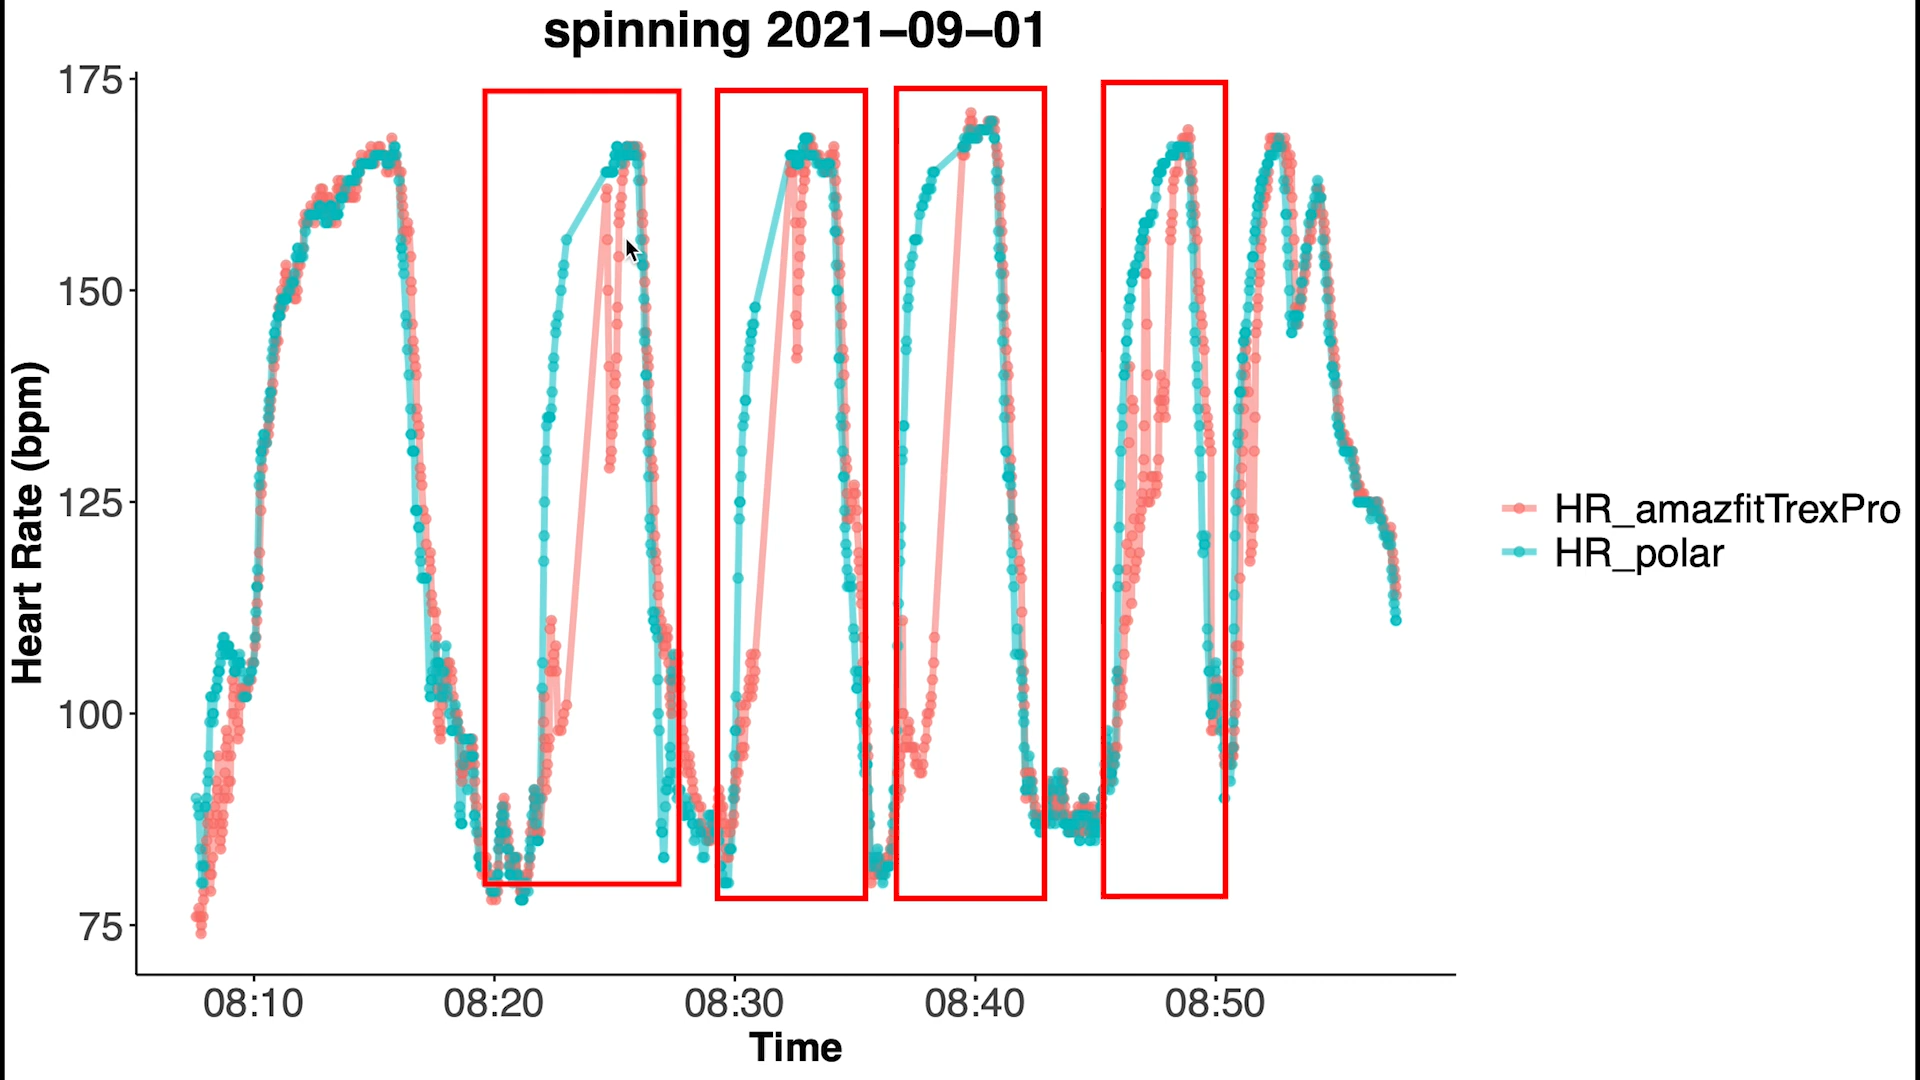 spinning 2021–09–01
175
150
125
100
75
Heart Rate (bpm)
08:10 08:20 08:30 08:40 08:50
Time
HR_amazfitTrexPro
HR_polar